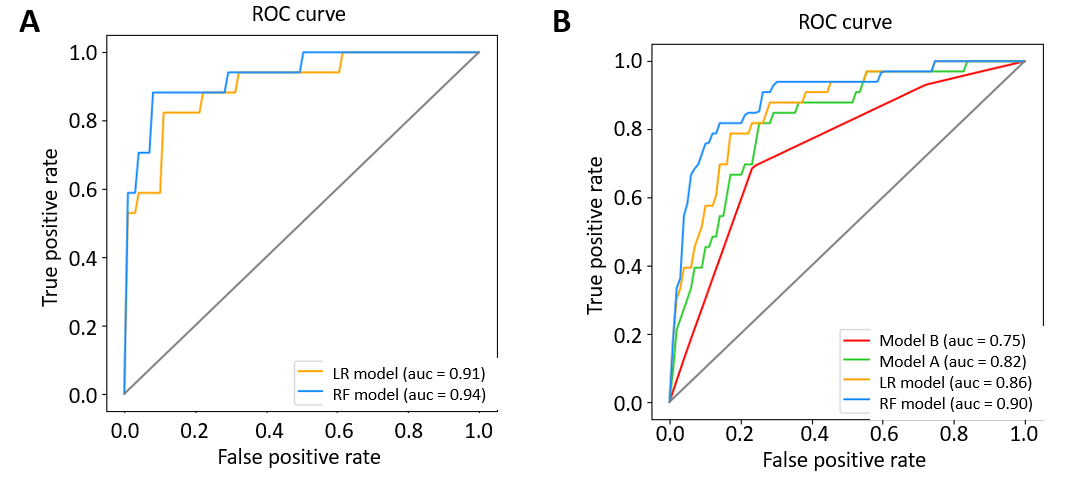 A
ROC curve
True positive rate
1.0
0.8
0.6
0.4
0.2
0.0
LR model (auc = 0.91)
RF model (auc = 0.94)
0.0 0.2 0.4 0.6 0.8 1.0
False positive rate
B
ROC curve
True positive rate
1.0
0.8
0.6
0.4
0.2
0.0
Model B (auc = 0.75)
Model A (auc = 0.82)
LR model (auc = 0.86)
RF model (auc = 0.90)
0.0 0.2 0.4 0.6 0.8 1.0
False positive rate